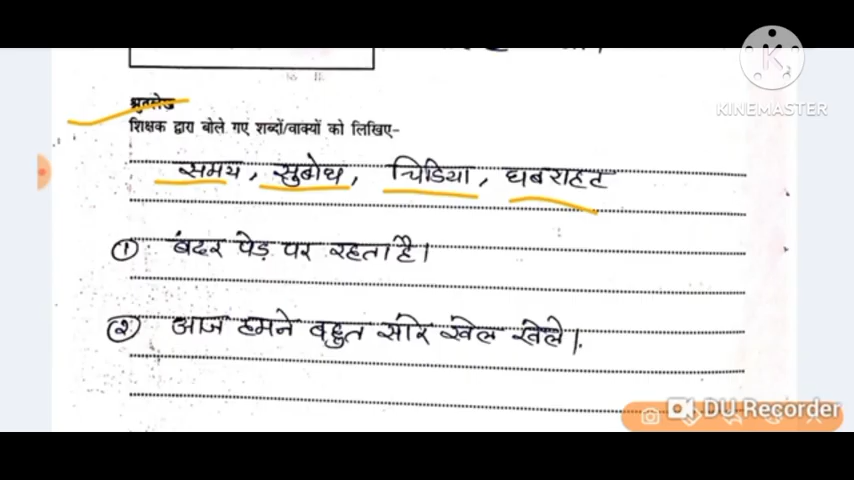 KINEMASTER
श्रुतलेख
शिक्षक द्वारा बोले गए शब्दों/वाक्यों को लिखिए-
समय, सुबोध, चिडिया, घबराहट
① बंदर पेड़ पर रहता है।
② आज हमने बहुत सारे खेल खेले।
DU Recorder